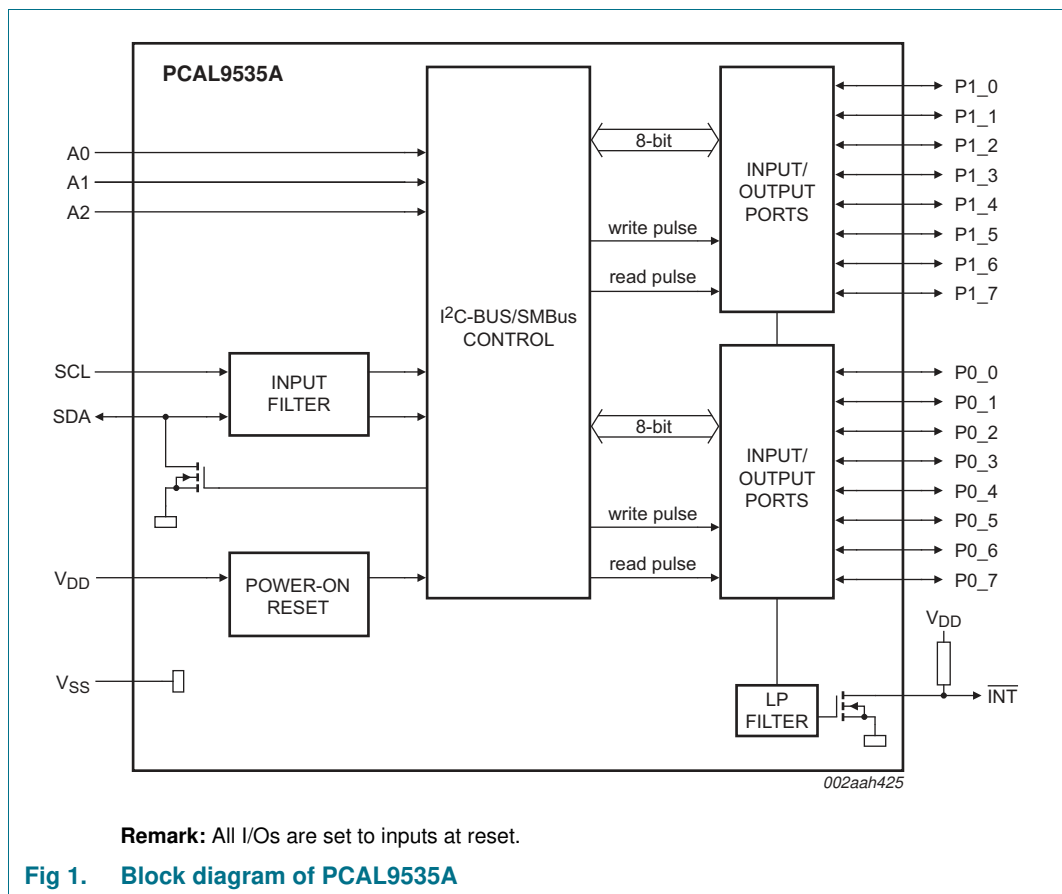 PCAL9535A
A0
A1
A2
SCL
SDA
VDD
VSS
INPUT
FILTER
POWER-ON
RESET
I2C-BUS/SMBus
CONTROL
8-bit
write pulse
read pulse
INPUT/
OUTPUT
PORTS
P1_0
P1_1
P1_2
P1_3
P1_4
P1_5
P1_6
P1_7
8-bit
write pulse
read pulse
INPUT/
OUTPUT
PORTS
P0_0
P0_1
P0_2
P0_3
P0_4
P0_5
P0_6
P0_7
VDD
INT
LP
FILTER
002aah425
Remark: All I/Os are set to inputs at reset.
Fig 1. Block diagram of PCAL9535A